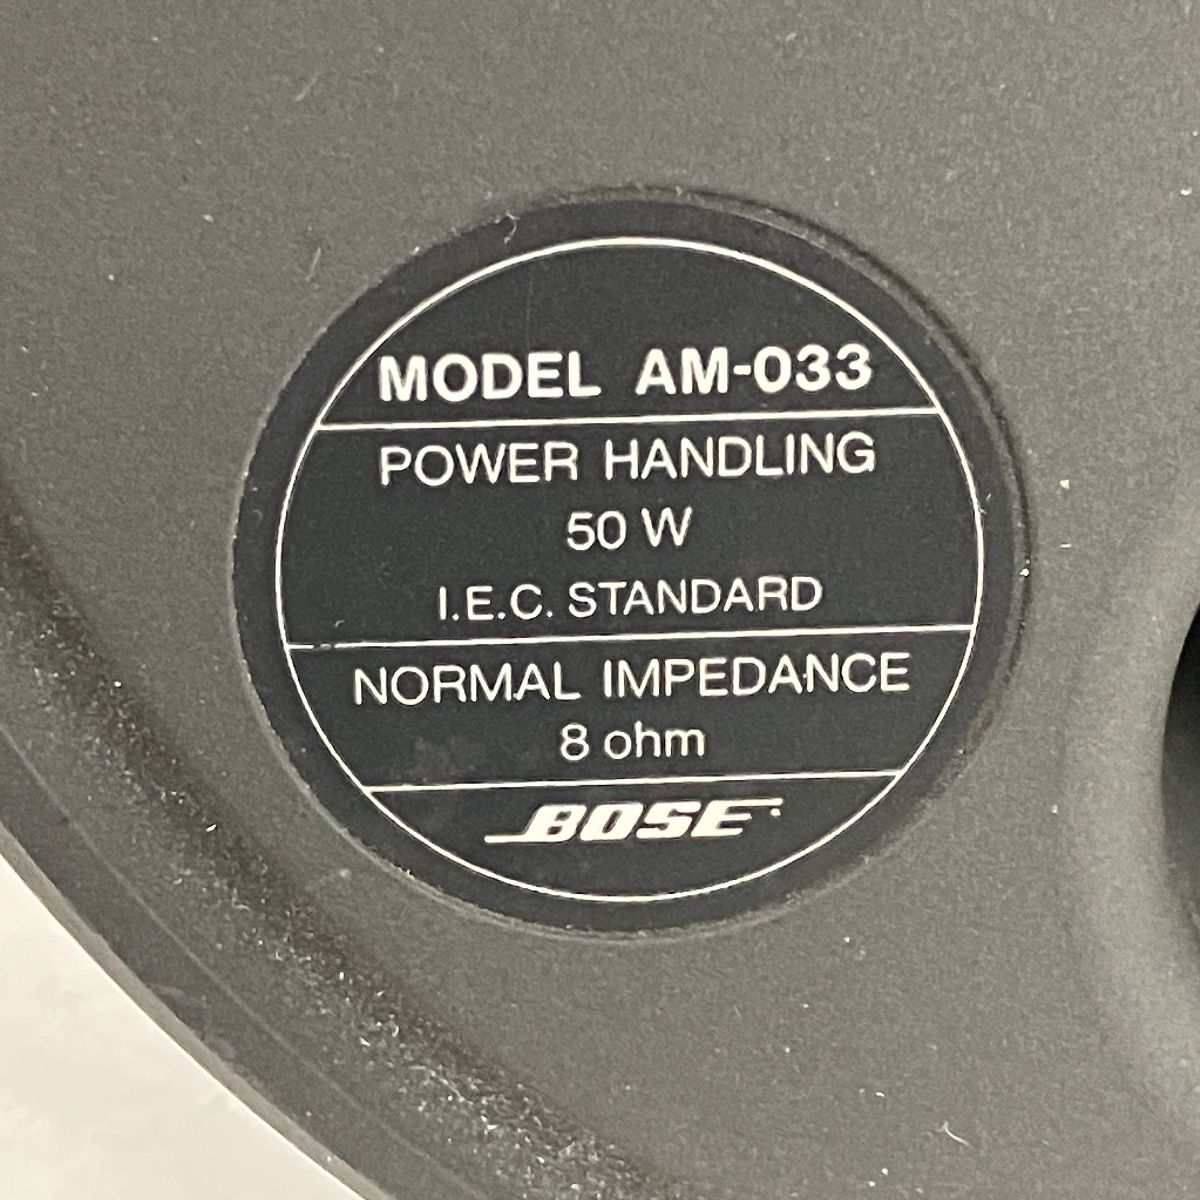 MODEL AM-033
POWER HANDLING
50 W
I.E.C. STANDARD
NORMAL IMPEDANCE
8 ohm
BOSE